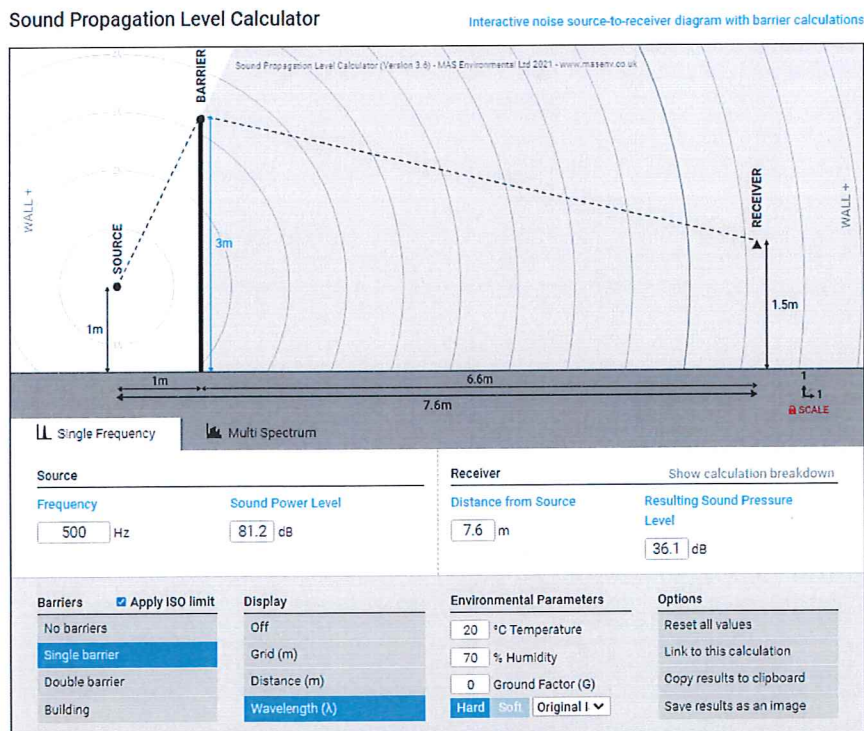 Sound Propagation Level Calculator
Interactive noise source-to-receiver diagram with barrier calculations
Sound Propagation Level Calculator (Version 3.6) - MAS Environmental Ltd 2021 - www.masenv.co.uk
BARRIER
WALL +
SOURCE
3m
RECEIVER
WALL +
1m
1.5m
1m
6.6m
7.6m
1
1
SCALE
Single Frequency
Multi Spectrum
Source
Receiver
Show calculation breakdown
Frequency
Sound Power Level
Distance from Source
Resulting Sound Pressure
Level
500 Hz
81.2 dB
7.6 m
36.1 dB
Barriers
Apply ISO limit
Display
Environmental Parameters
Options
No barriers
Off
20 °C Temperature
Reset all values
Single barrier
Grid (m)
70 % Humidity
Link to this calculation
Double barrier
Distance (m)
0 Ground Factor (G)
Copy results to clipboard
Building
Wavelength (λ)
Hard
Soft
Original
Save results as an image